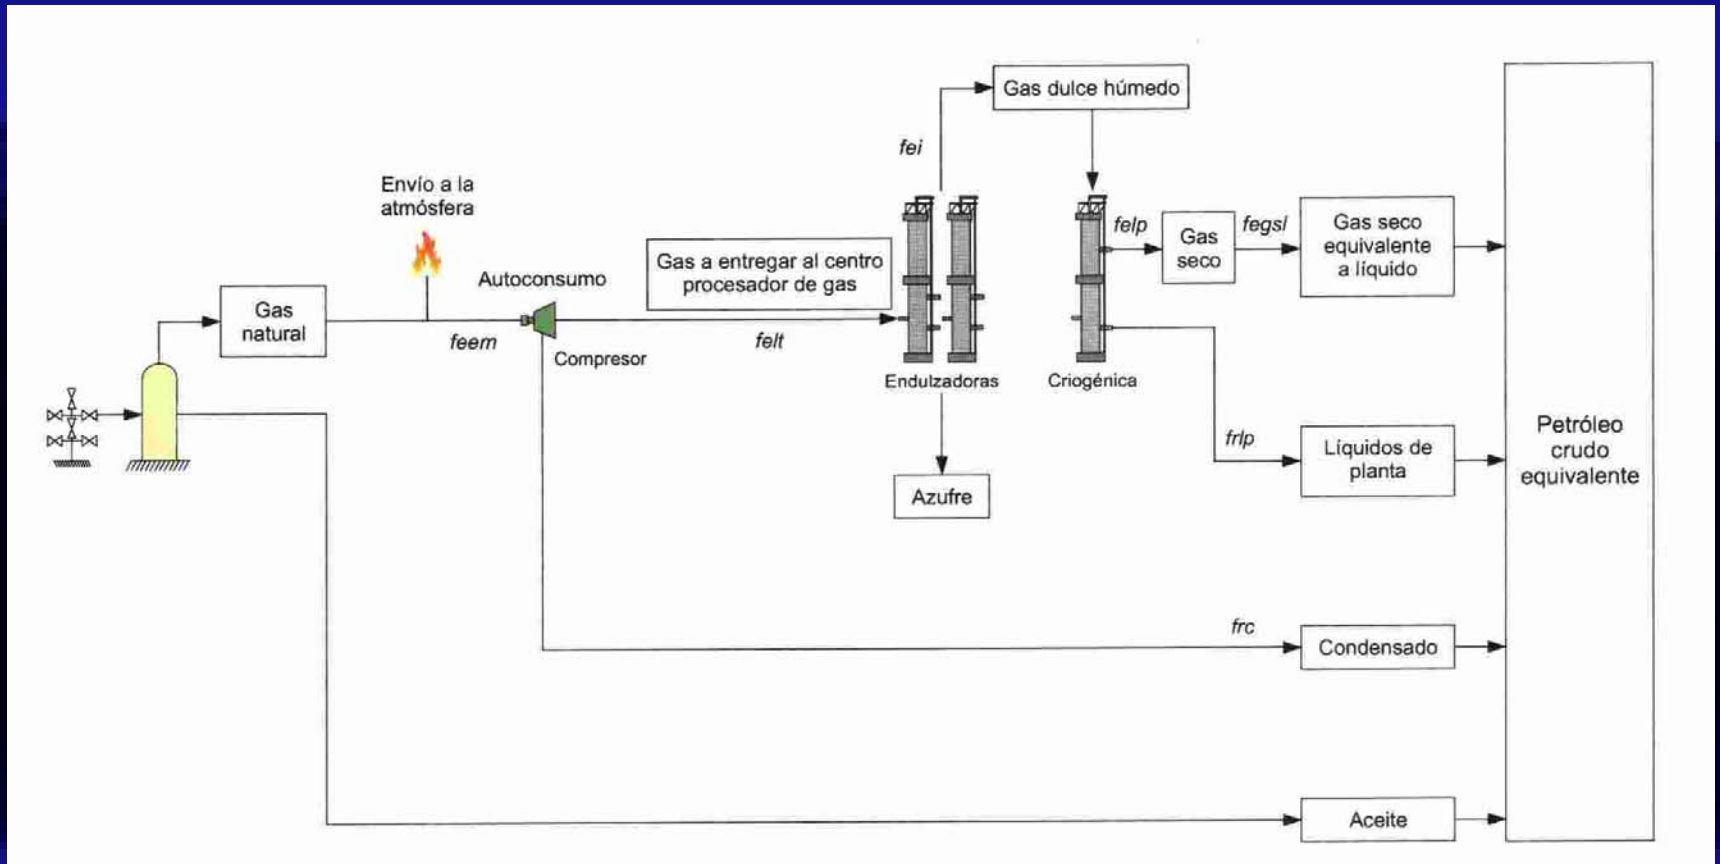 Gas dulce húmedo
fei
Envío a la
atmósfera
felp
Gas
seco
fegsl
Gas seco
equivalente
a líquido
Gas a entregar al centro
procesador de gas
Autoconsumo
Gas
natural
feem
Compresor
felt
Endulzadoras
Criogénica
Petróleo
crudo
equivalente
frlp
Líquidos de
planta
Azufre
frc
Condensado
Aceite